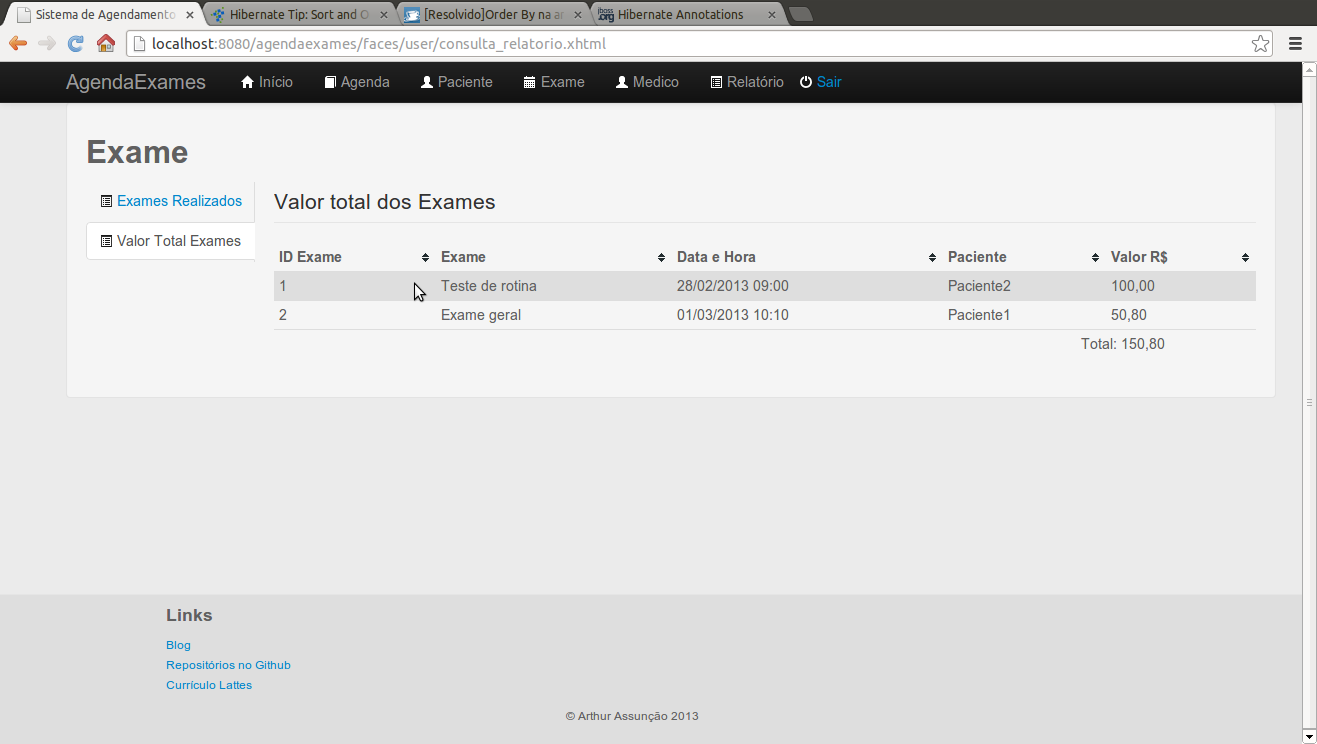 Sistema de Agendamento
Hibernate Tip: Sort and O
[Resolvido]Order By na
Hibernate Annotations
localhost:8080/agendaexames/faces/user/consulta_relatorio.xhtml
AgendaExames Início Agenda Paciente Exame Medico Relatório Sair
Exame
Exames Realizados
Valor Total Exames
Valor total dos Exames
ID Exame Exame Data e Hora Paciente Valor R$
1 Teste de rotina 28/02/2013 09:00 Paciente2 100,00
2 Exame geral 01/03/2013 10:10 Paciente1 50,80
Total: 150,80
Links
Blog
Repositórios no Github
Currículo Lattes
© Arthur Assunção 2013